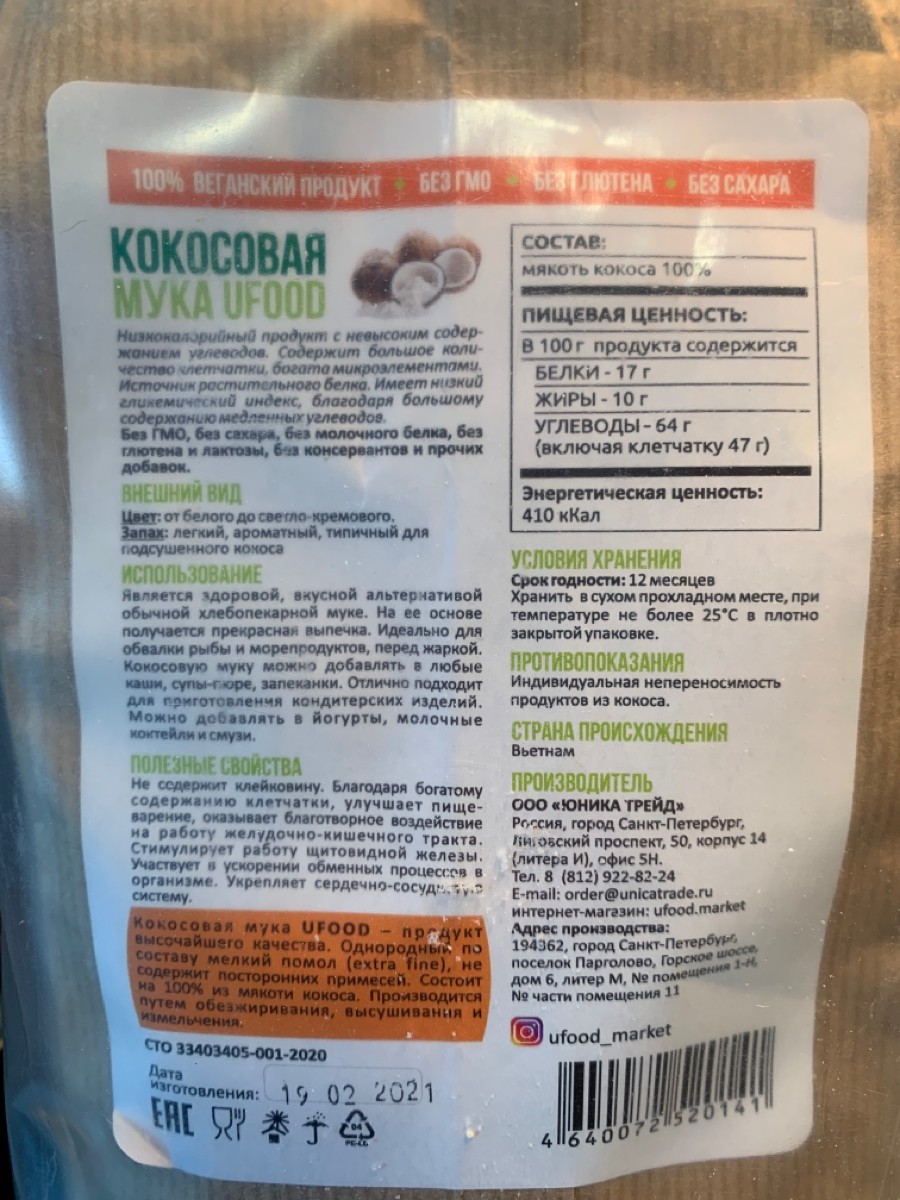 100% ВЕГАНСКИЙ ПРОДУКТ • БЕЗ ГМО • БЕЗ ГЛЮТЕНА • БЕЗ САХАРА
КОКОСОВАЯ
МУКА UFOOD
Низкокалорийный продукт с невысоким содер-
жанием углеводов. Содержит большое коли-
чество клетчатки, богата микроэлементами.
Источник растительного белка. Имеет низкий
гликемический индекс, благодаря большому
содержанию медленных углеводов.
Без ГМО, без сахара, без молочного белка, без
глютена и лактозы, без консервантов и прочих
добавок.
ВНЕШНИЙ ВИД
Цвет: от белого до светло-кремового.
Запах: легкий, ароматный, типичный для
подсушенного кокоса
ИСПОЛЬЗОВАНИЕ
Является здоровой, вкусной альтернативой
обычной хлебопекарной муке. На ее основе
получается прекрасная выпечка. Идеально для
обвалки рыбы и морепродуктов, перед жаркой.
Кокосовую муку можно добавлять в любые
каши, супы-пюре, запеканки. Отлично подходит
для приготовления кондитерских изделий.
Можно добавлять в йогурты, молочные
коктейли и смузи.
ПОЛЕЗНЫЕ СВОЙСТВА
Не содержит клейковину. Благодаря богатому
содержанию клетчатки, улучшает пище-
варение, оказывает благотворное воздействие
на работу желудочно-кишечного тракта.
Стимулирует работу щитовидной железы.
Участвует в ускорении обменных процессов в
организме. Укрепляет сердечно-сосудистую
систему.
Кокосовая мука UFOOD – продукт
высочайшего качества. Однородный по
составу мелкий помол (extra fine), не
содержит посторонних примесей. Состоит
на 100% из мякоти кокоса. Производится
путем обезжиривания, высушивания и
измельчения.
СТО 33403405-001-2020
Дата
изготовления: 19 02 2021
EAC
04
PE-LD
СОСТАВ:
мякоть кокоса 100%
ПИЩЕВАЯ ЦЕННОСТЬ:
В 100 г продукта содержится
БЕЛКИ - 17 г
ЖИРЫ - 10 г
УГЛЕВОДЫ - 64 г
(включая клетчатку 47 г)
Энергетическая ценность:
410 кКал
УСЛОВИЯ ХРАНЕНИЯ
Срок годности: 12 месяцев
Хранить в сухом прохладном месте, при
температуре не более 25°С в плотно
закрытой упаковке.
ПРОТИВОПОКАЗАНИЯ
Индивидуальная непереносимость
продуктов из кокоса.
СТРАНА ПРОИСХОЖДЕНИЯ
Вьетнам
ПРОИЗВОДИТЕЛЬ
ООО «ЮНИКА ТРЕЙД»
Россия, город Санкт-Петербург,
Лиговский проспект, 50, корпус 14
(литера И), офис 5Н.
Тел. 8 (812) 922-82-24
E-mail: order@unicatrade.ru
интернет-магазин: ufood.market
Адрес производства:
194362, город Санкт-Петербург,
поселок Парголово, Горское шоссе,
дом 6, литер М, № помещения 1-Н,
№ части помещения 11
ufood_market
4 640072 520141